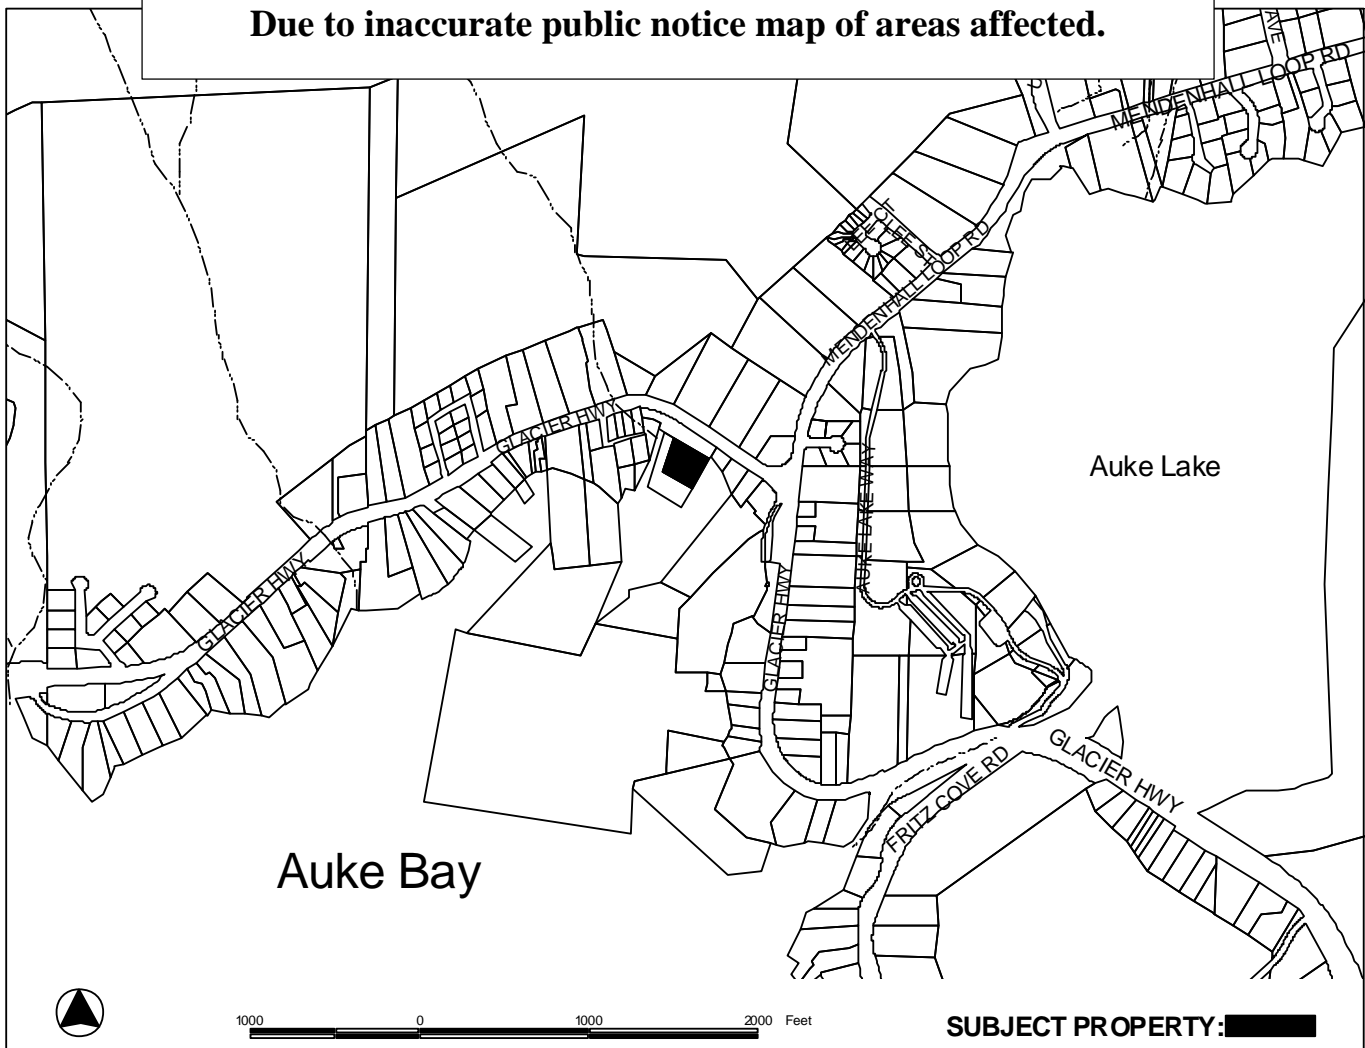 Due to inaccurate public notice map of areas affected.
AVE
MENDENHALL LOOP RD
MENDENHALL LOOP RD
GLACIER HWY
AUKE LAKE WAY
Auke Lake
GLACIER HWY
GLACIER HWY
GLACIER HWY
FRITZ COVE RD
Auke Bay
1000 0 1000 2000 Feet
SUBJECT PROPERTY: